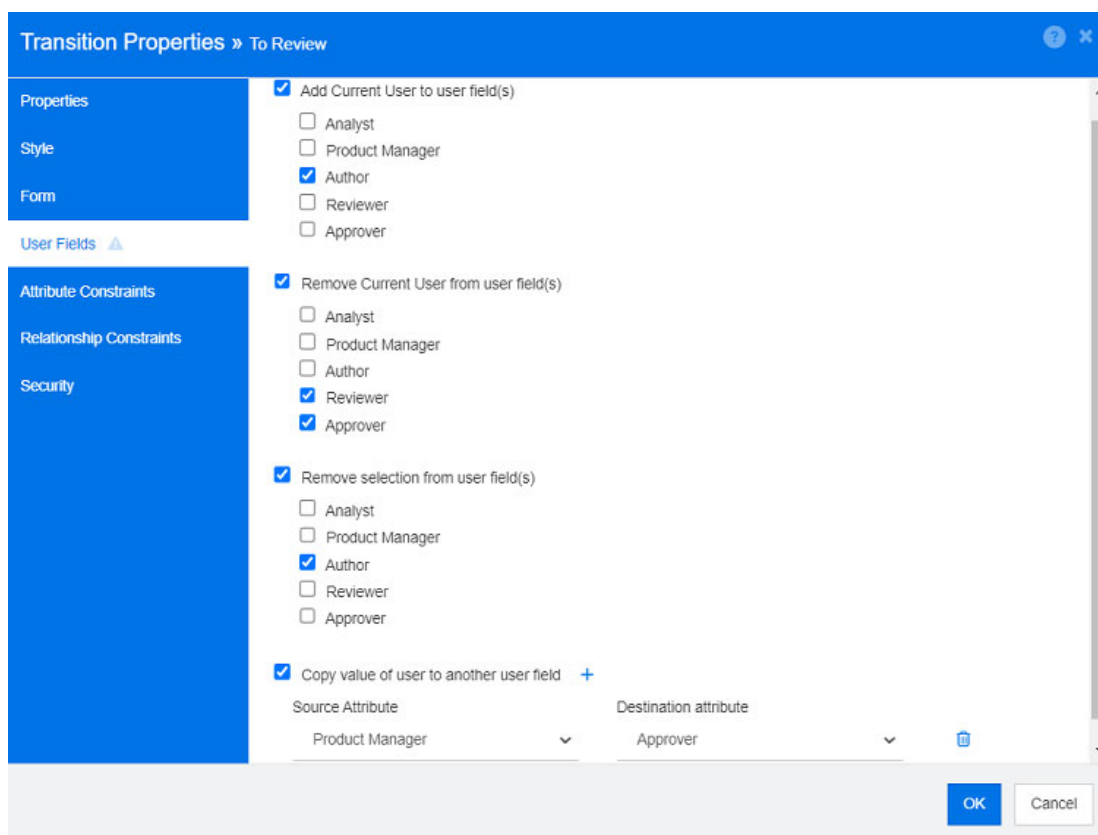 Transition Properties » To Review
Properties
Style
Form
User Fields
Attribute Constraints
Relationship Constraints
Security
Add Current User to user field(s)
Analyst
Product Manager
Author
Reviewer
Approver
Remove Current User from user field(s)
Analyst
Product Manager
Author
Reviewer
Approver
Remove selection from user field(s)
Analyst
Product Manager
Author
Reviewer
Approver
Copy value of user to another user field +
Source Attribute Destination attribute
Product Manager Approver
OK Cancel